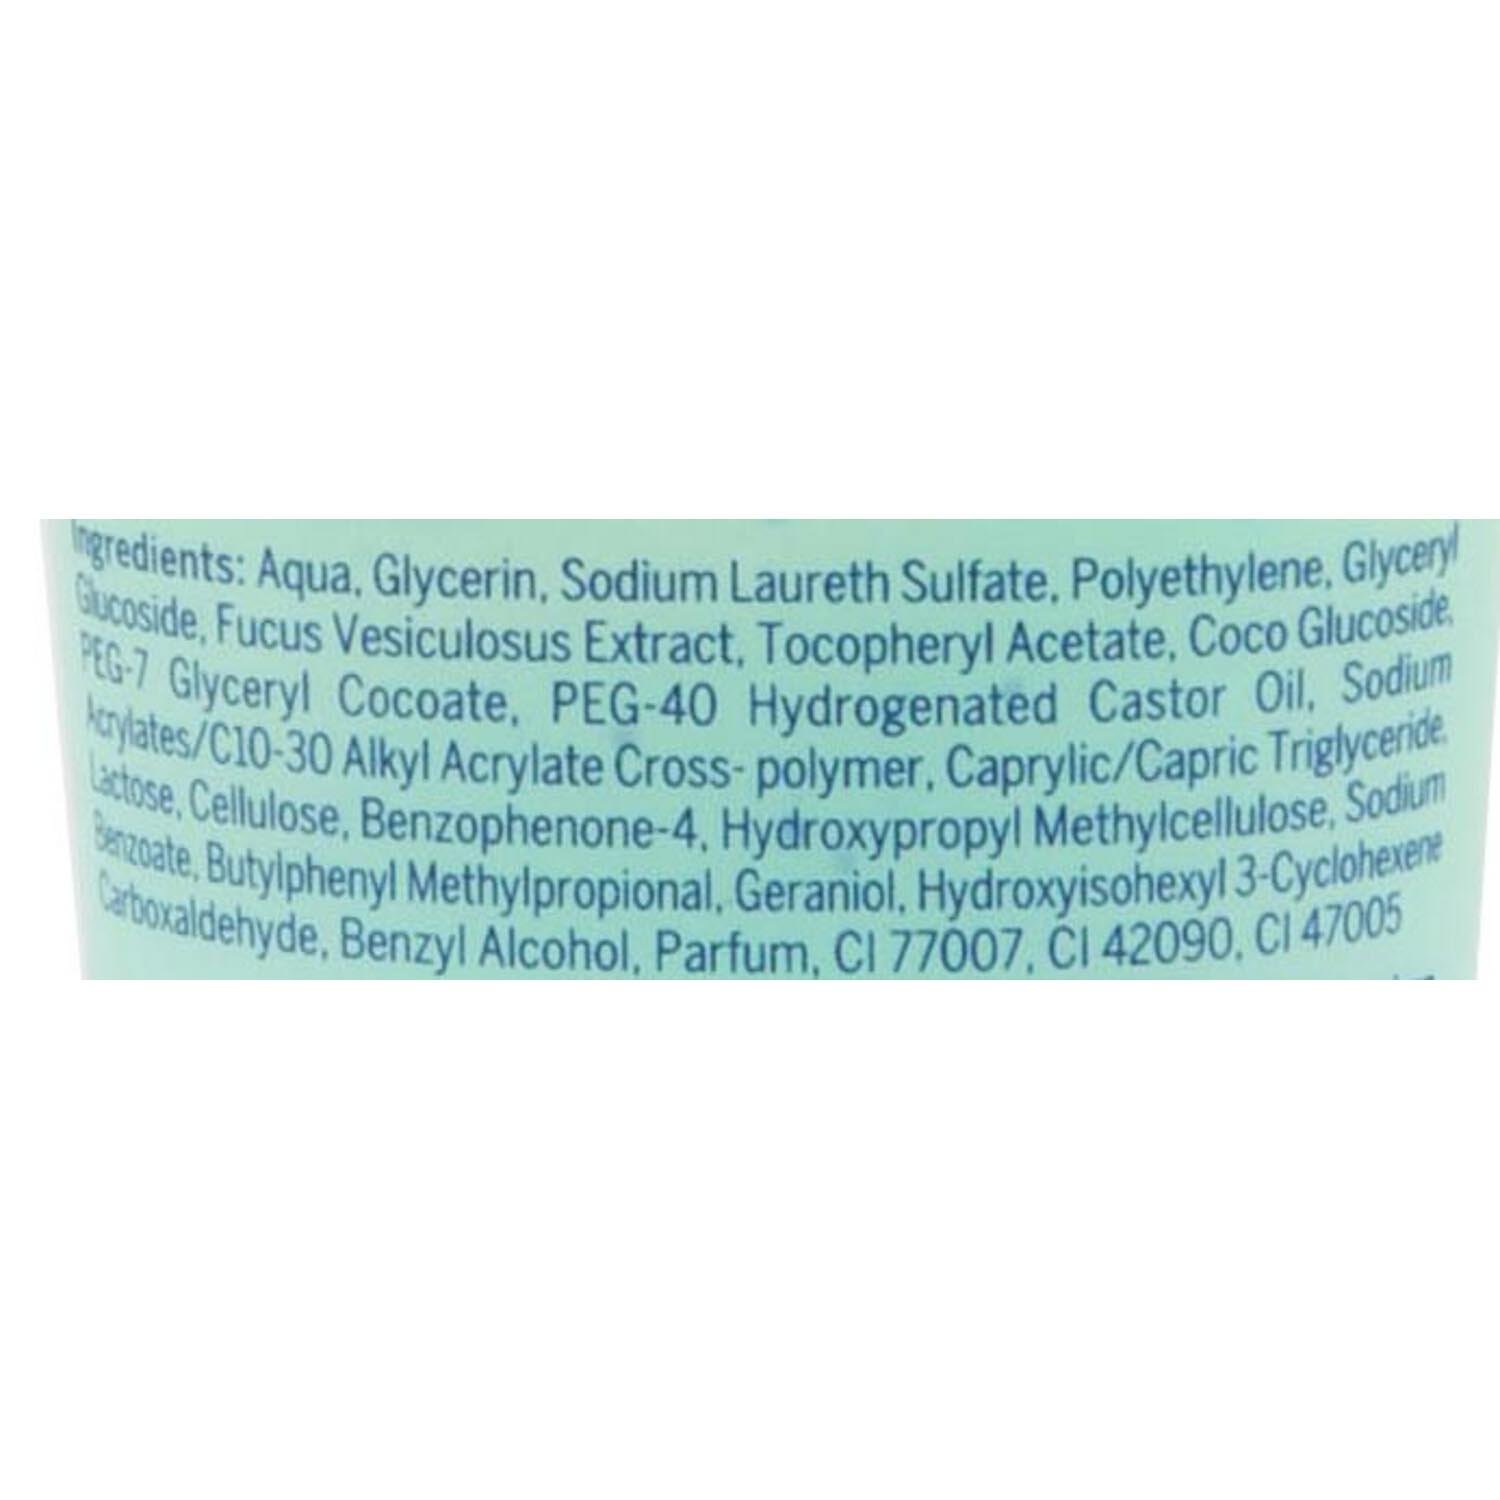 Ingredients: Aqua, Glycerin, Sodium Laureth Sulfate, Polyethylene, Glyceryl
Glucoside, Fucus Vesiculosus Extract, Tocopheryl Acetate, Coco Glucoside,
PEG-7 Glyceryl Cocoate, PEG-40 Hydrogenated Castor Oil, Sodium
Acrylates/C10-30 Alkyl Acrylate Cross- polymer, Caprylic/Capric Triglyceride,
Lactose, Cellulose, Benzophenone-4, Hydroxypropyl Methylcellulose, Sodium
Benzoate, Butylphenyl Methylpropional, Geraniol, Hydroxyisohexyl 3-Cyclohexene
Carboxaldehyde, Benzyl Alcohol, Parfum, CI 77007, CI 42090, CI 47005